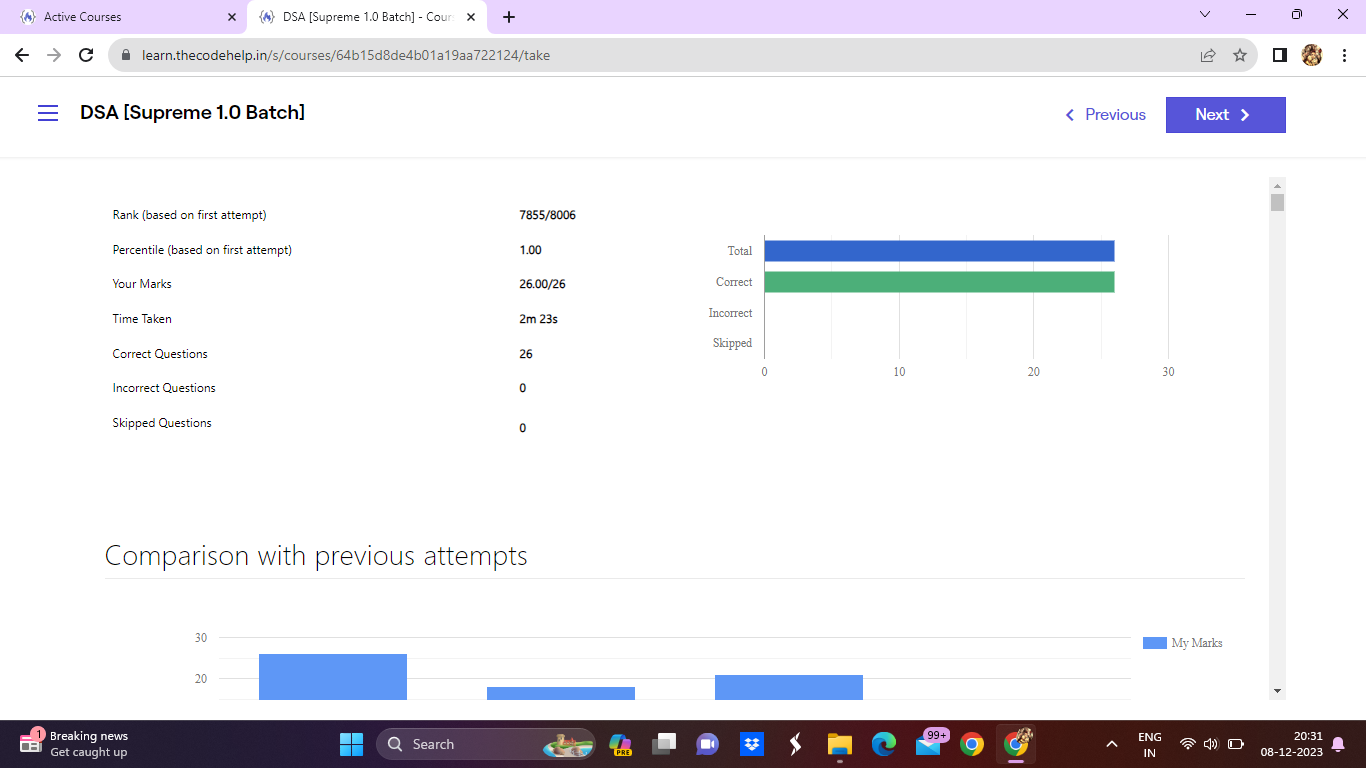 Active Courses
DSA [Supreme 1.0 Batch] - Cour
learn.thecodehelp.in/s/courses/64b15d8de4b01a19aa722124/take
DSA [Supreme 1.0 Batch]
Previous
Next
Rank (based on first attempt) 7855/8006
Percentile (based on first attempt) 1.00
Your Marks 26.00/26
Time Taken 2m 23s
Correct Questions 26
Incorrect Questions 0
Skipped Questions 0
Total
Correct
Incorrect
Skipped
0 10 20 30
Comparison with previous attempts
30
20
My Marks
1
Breaking news
Get caught up
Search
PRE
99+
ENG
IN
20:31
08-12-2023